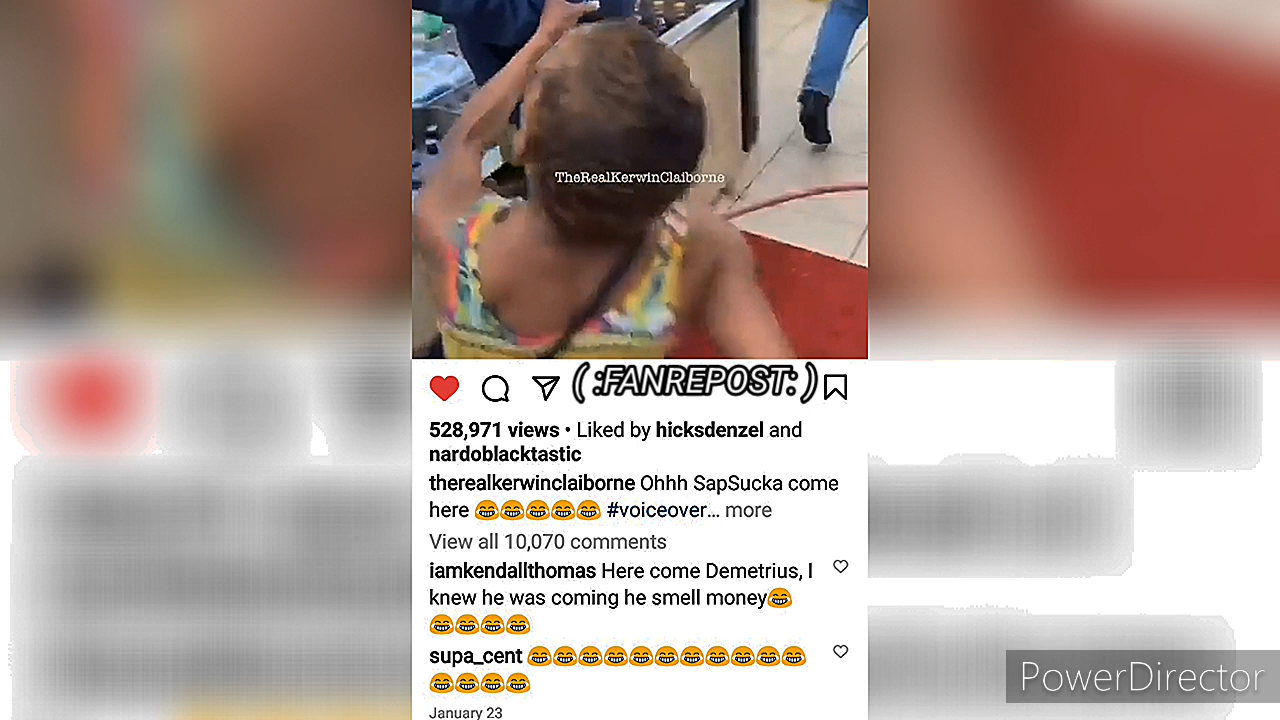 TheRealKerwinClaiborne
( :FANREPOST: )
528,971 views • Liked by hicksdenzel and
nardoblacktastic
therealkerwinclaiborne Ohhh SapSucka come
here 😂😂😂😂😂 #voiceover... more
View all 10,070 comments
iamkendallthomas Here come Demetrius, I
knew he was coming he smell money😂
😂😂😂😂
supa_cent 😂😂😂😂😂😂😂😂😂😂😂
😂😂😂😂
January 23
PowerDirector